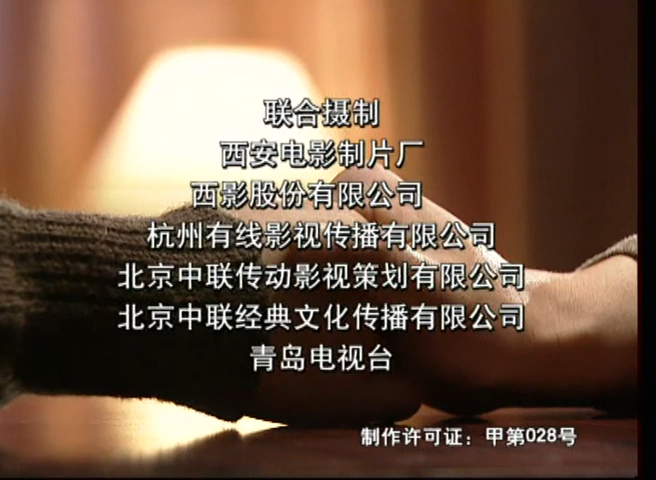 联合摄制
西安电影制片厂
西影股份有限公司
杭州有线影视传播有限公司
北京中联传动影视策划有限公司
北京中联经典文化传播有限公司
青岛电视台
制作许可证：甲第028号